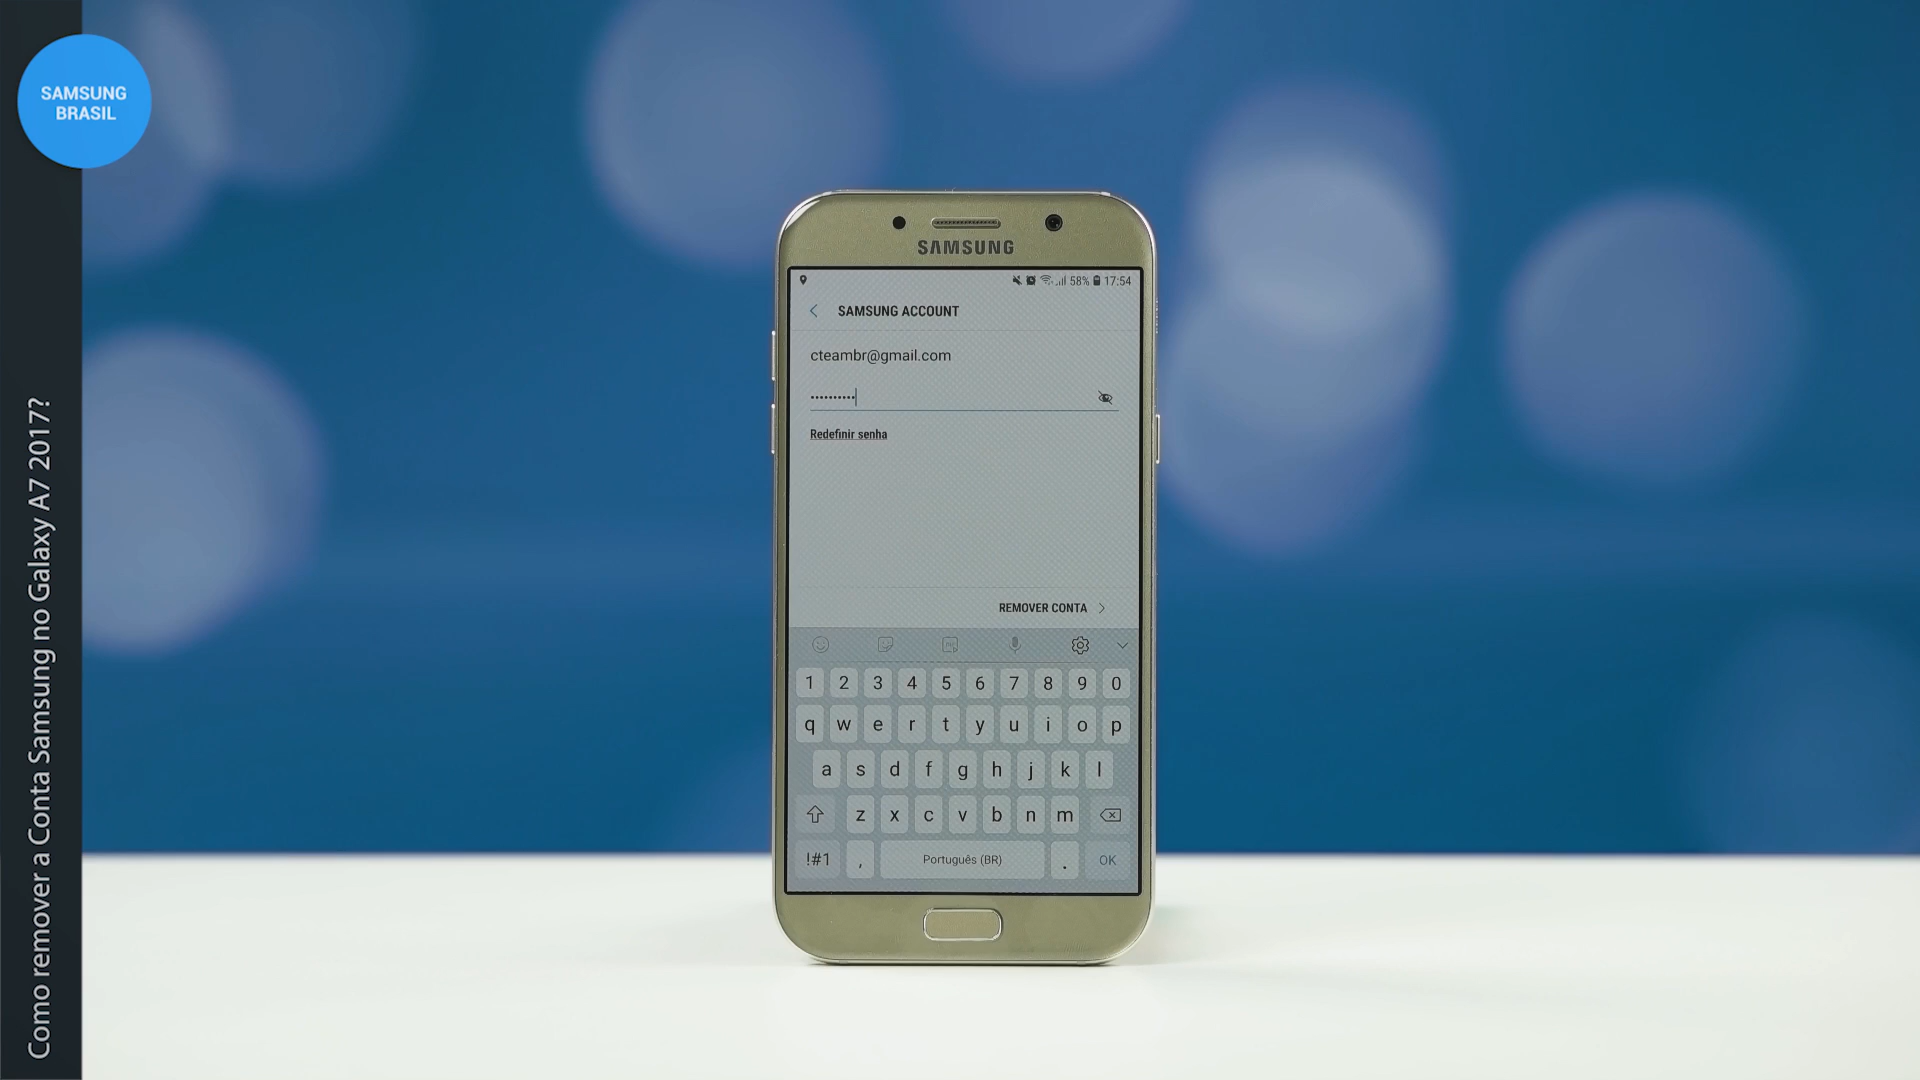 SAMSUNG
BRASIL
Como remover a Conta Samsung no Galaxy A7 2017?
SAMSUNG
58% 17:54
SAMSUNG ACCOUNT
cteambr@gmail.com
••••••••••
Redefinir senha
REMOVER CONTA
1 2 3 4 5 6 7 8 9 0
q w e r t y u i o p
a s d f g h j k l
z x c v b n m
!#1 , Português (BR) . OK